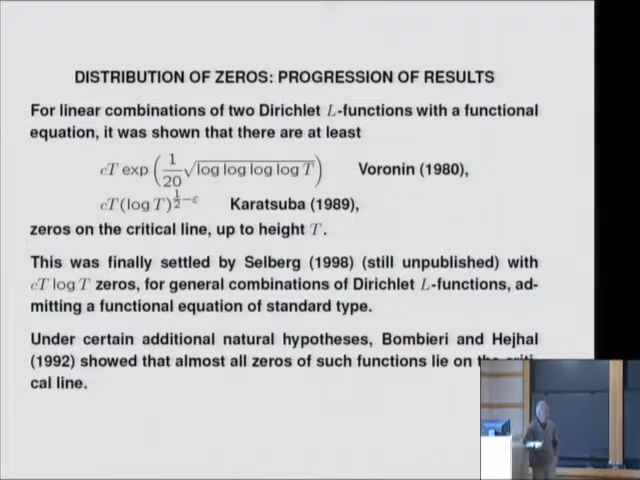 DISTRIBUTION OF ZEROS: PROGRESSION OF RESULTS
For linear combinations of two Dirichlet L-functions with a functional
equation, it was shown that there are at least
cT exp(1/20 √(log log log log T)) Voronin (1980),
cT(log T)^{1/2−ε} Karatsuba (1989),
zeros on the critical line, up to height T.
This was finally settled by Selberg (1998) (still unpublished) with
cT log T zeros, for general combinations of Dirichlet L-functions, ad-
mitting a functional equation of standard type.
Under certain additional natural hypotheses, Bombieri and Hejhal
(1992) showed that almost all zeros of such functions lie on the criti-
cal line.